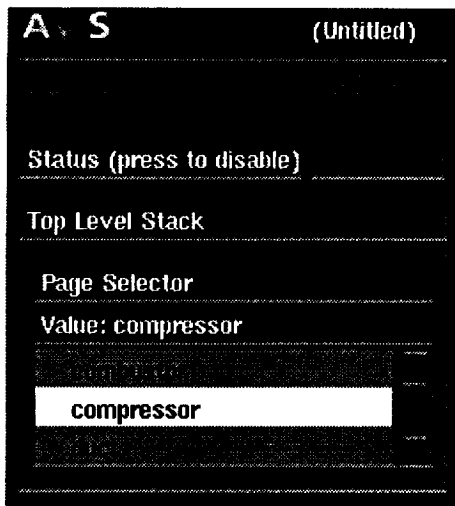 A S (Untitled)
Status (press to disable)
Top Level Stack
Page Selector
Value: compressor
compressor